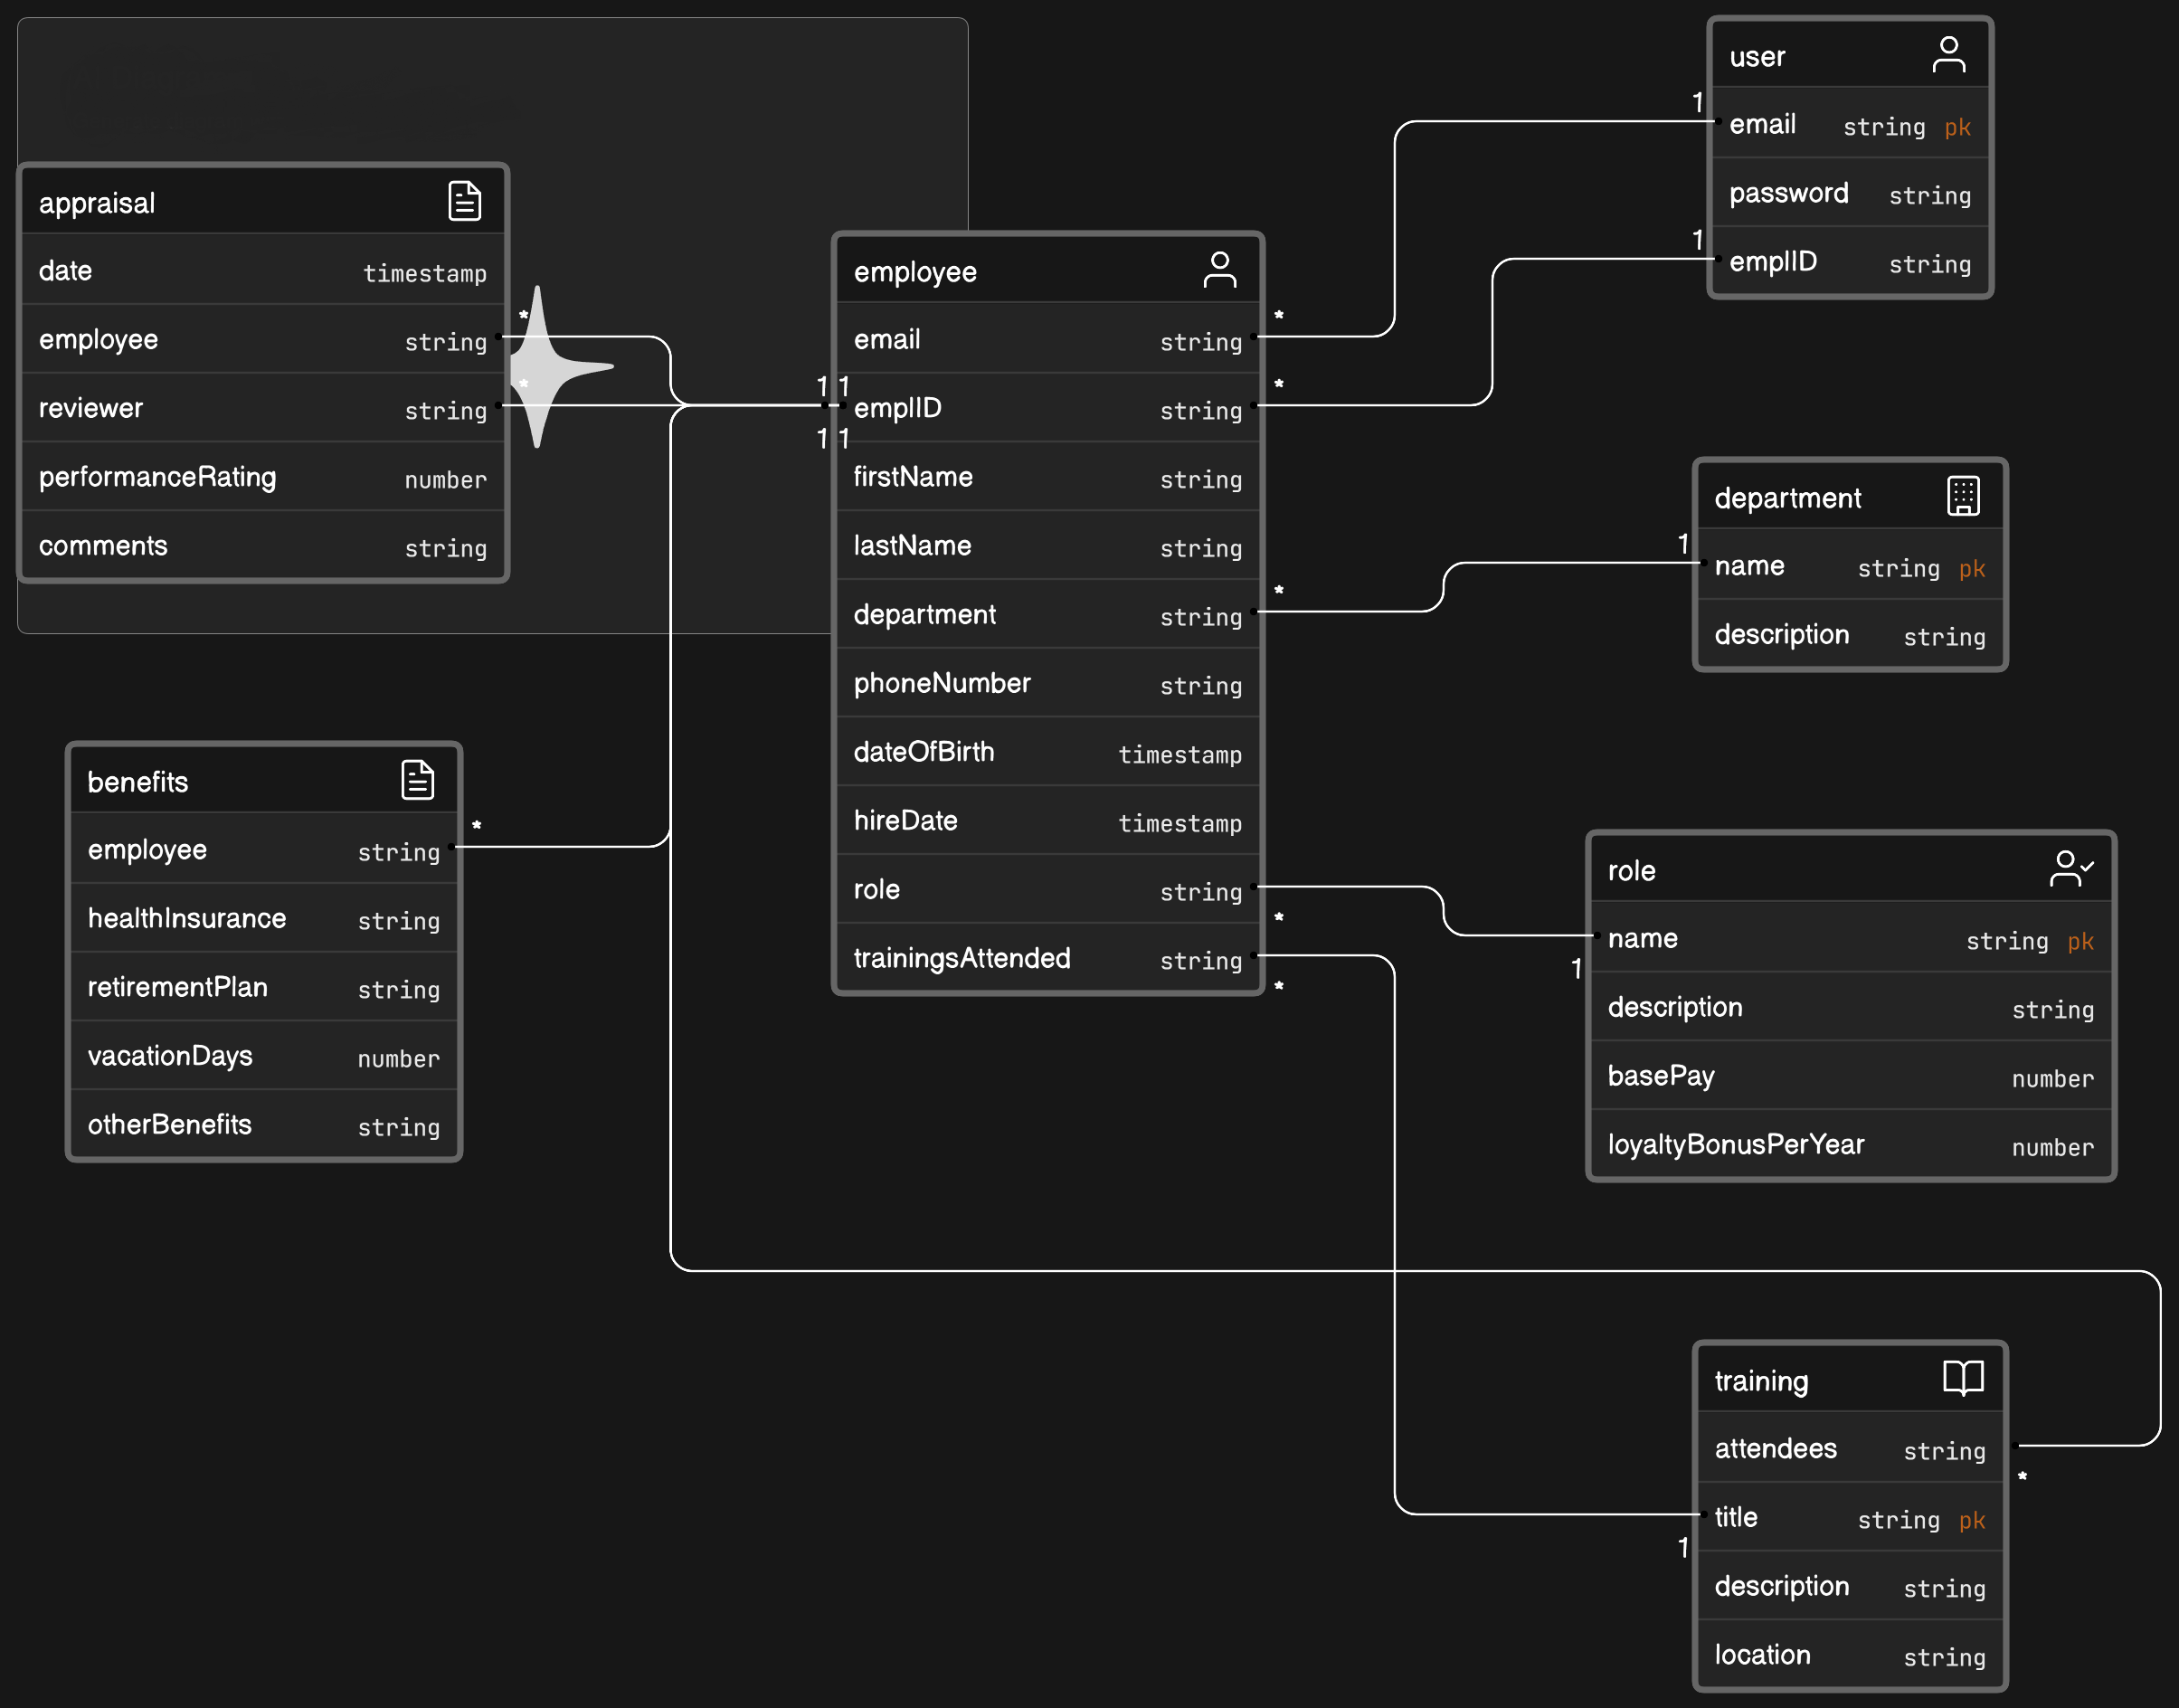 appraisal
date timestamp
employee string *
reviewer string *
performanceRating number
comments string
benefits
employee string *
healthInsurance string
retirementPlan string
vacationDays number
otherBenefits string
employee
email string *
1 1
emplID string *
1 1
firstName string
lastName string
department string *
phoneNumber string
dateOfBirth timestamp
hireDate timestamp
role string *
trainingsAttended string *
user
1
email string pk
password string
1
emplID string
department
1
name string pk
description string
role
name string pk
1
description string
basePay number
loyaltyBonusPerYear number
training
attendees string *
title string pk
1
description string
location string